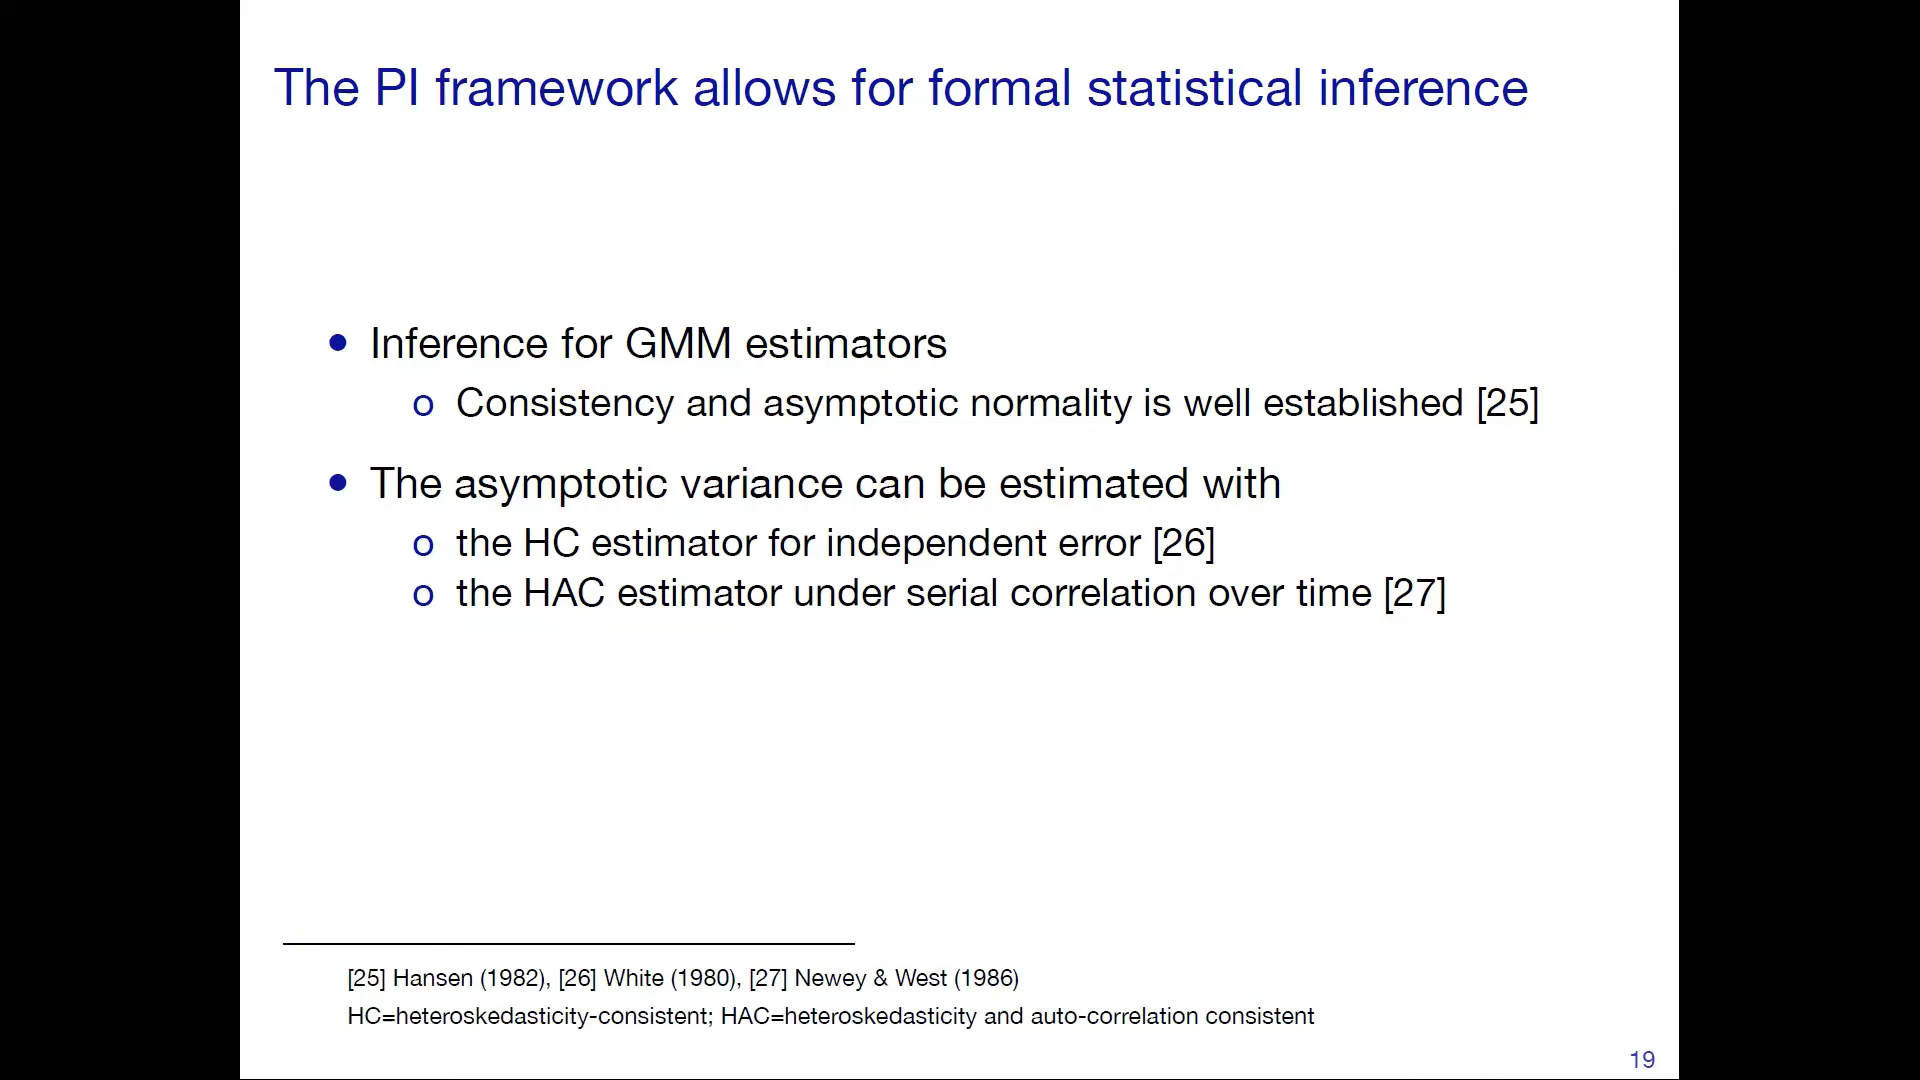 The PI framework allows for formal statistical inference
• Inference for GMM estimators
o Consistency and asymptotic normality is well established [25]
• The asymptotic variance can be estimated with
o the HC estimator for independent error [26]
o the HAC estimator under serial correlation over time [27]
[25] Hansen (1982), [26] White (1980), [27] Newey & West (1986)
HC=heteroskedasticity-consistent; HAC=heteroskedasticity and auto-correlation consistent
19